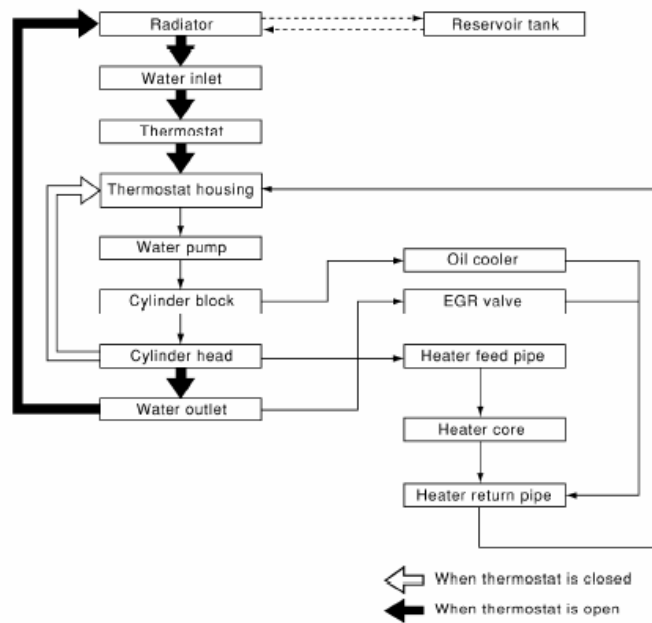 Radiator
Reservoir tank
Water inlet
Thermostat
Thermostat housing
Water pump
Oil cooler
Cylinder block
EGR valve
Cylinder head
Heater feed pipe
Water outlet
Heater core
Heater return pipe
When thermostat is closed
When thermostat is open